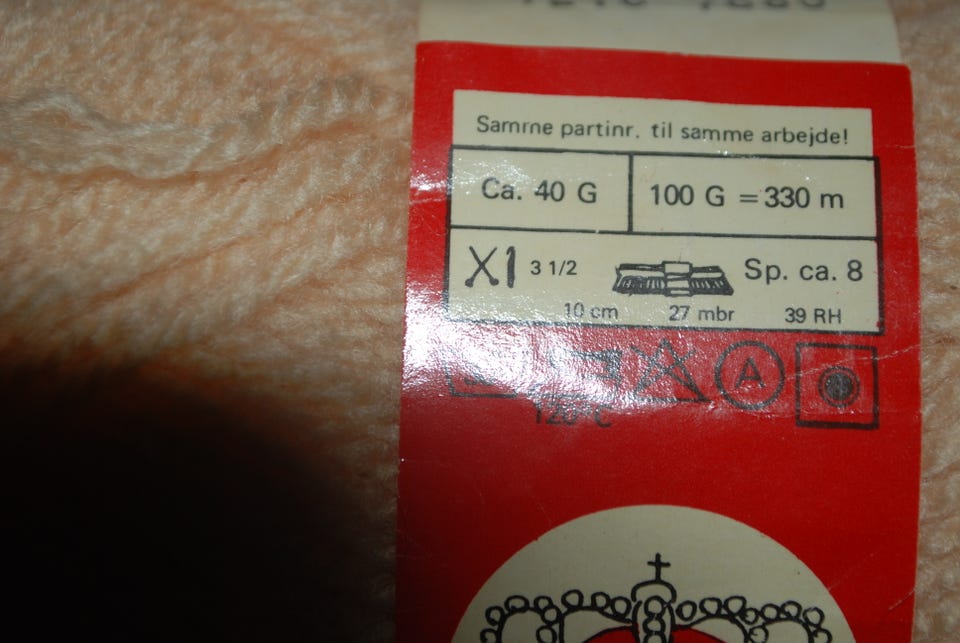 Samme partinr. til samme arbejde!
Ca. 40 G
100 G = 330 m
3 1/2
Sp. ca. 8
10 cm 27 mbr 39 RH
A
120°C